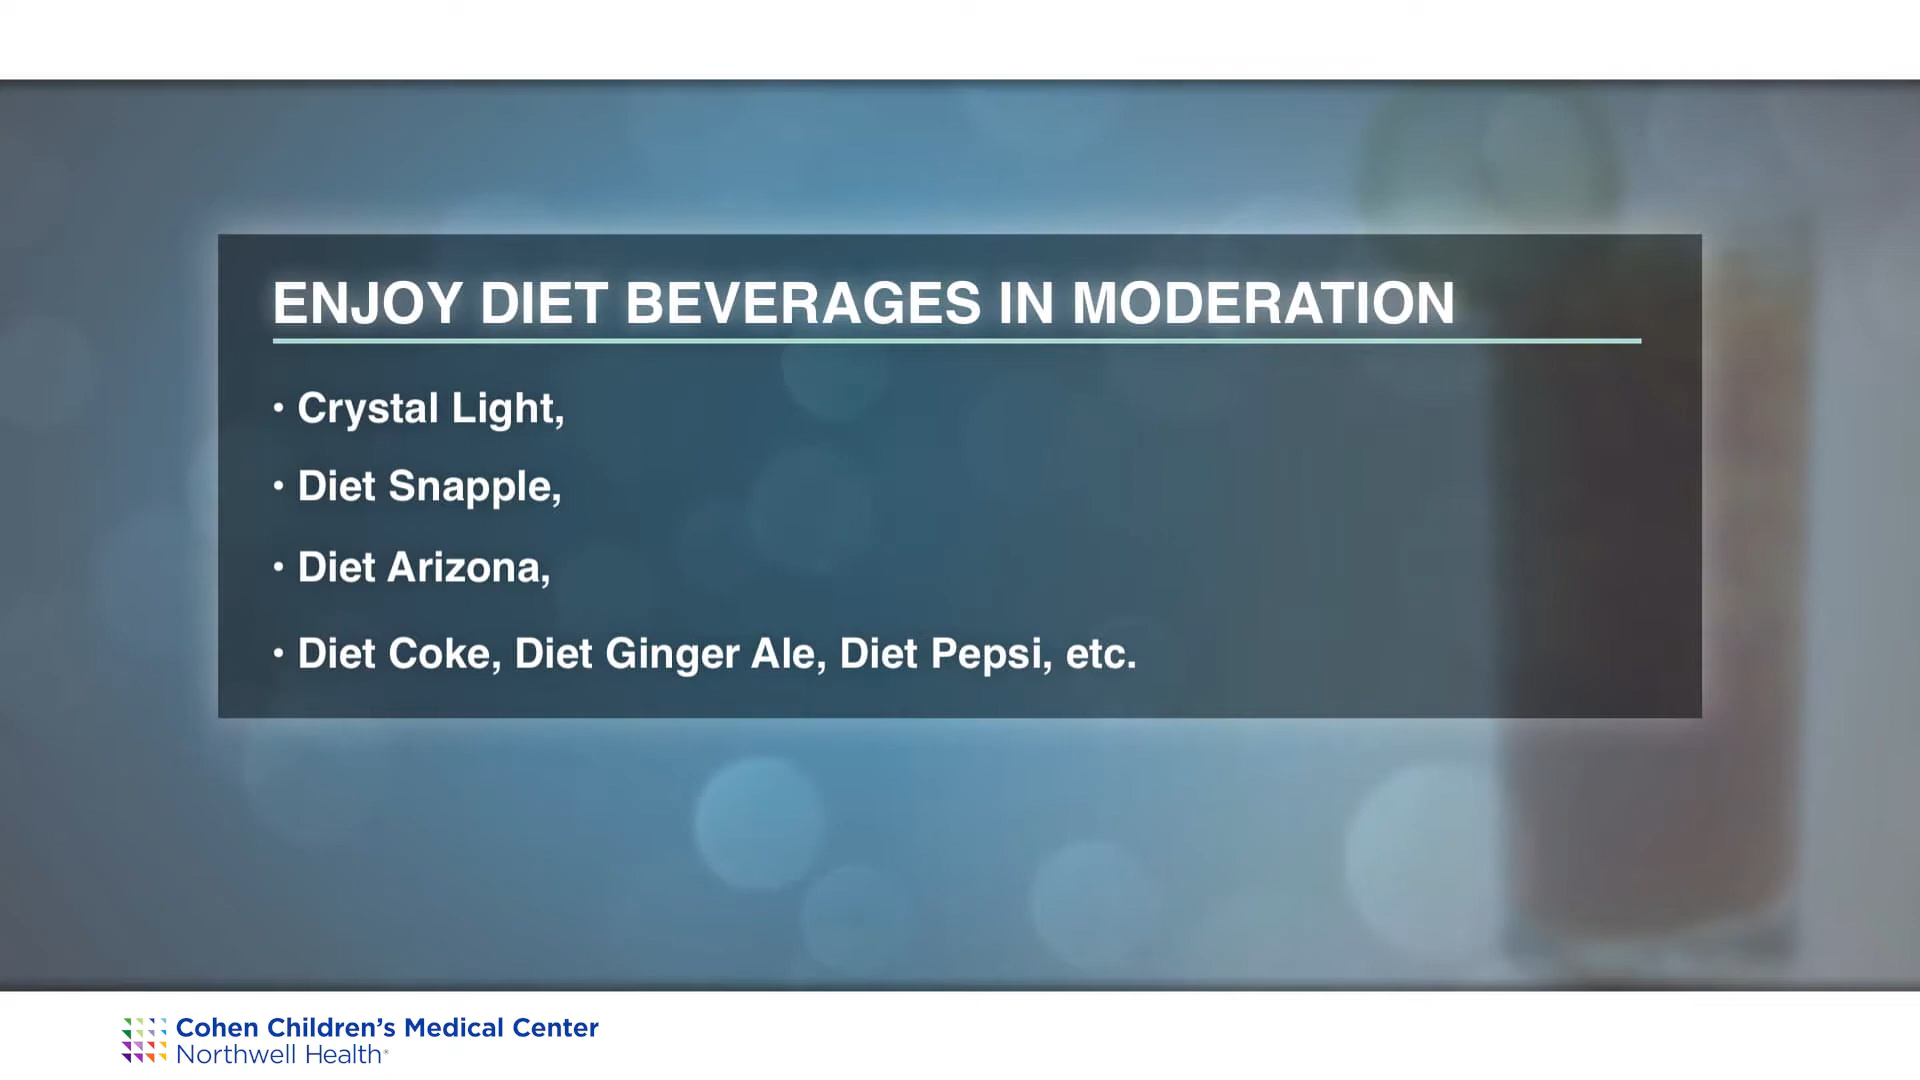 ENJOY DIET BEVERAGES IN MODERATION
• Crystal Light,
• Diet Snapple,
• Diet Arizona,
• Diet Coke, Diet Ginger Ale, Diet Pepsi, etc.
Cohen Children's Medical Center
Northwell Health